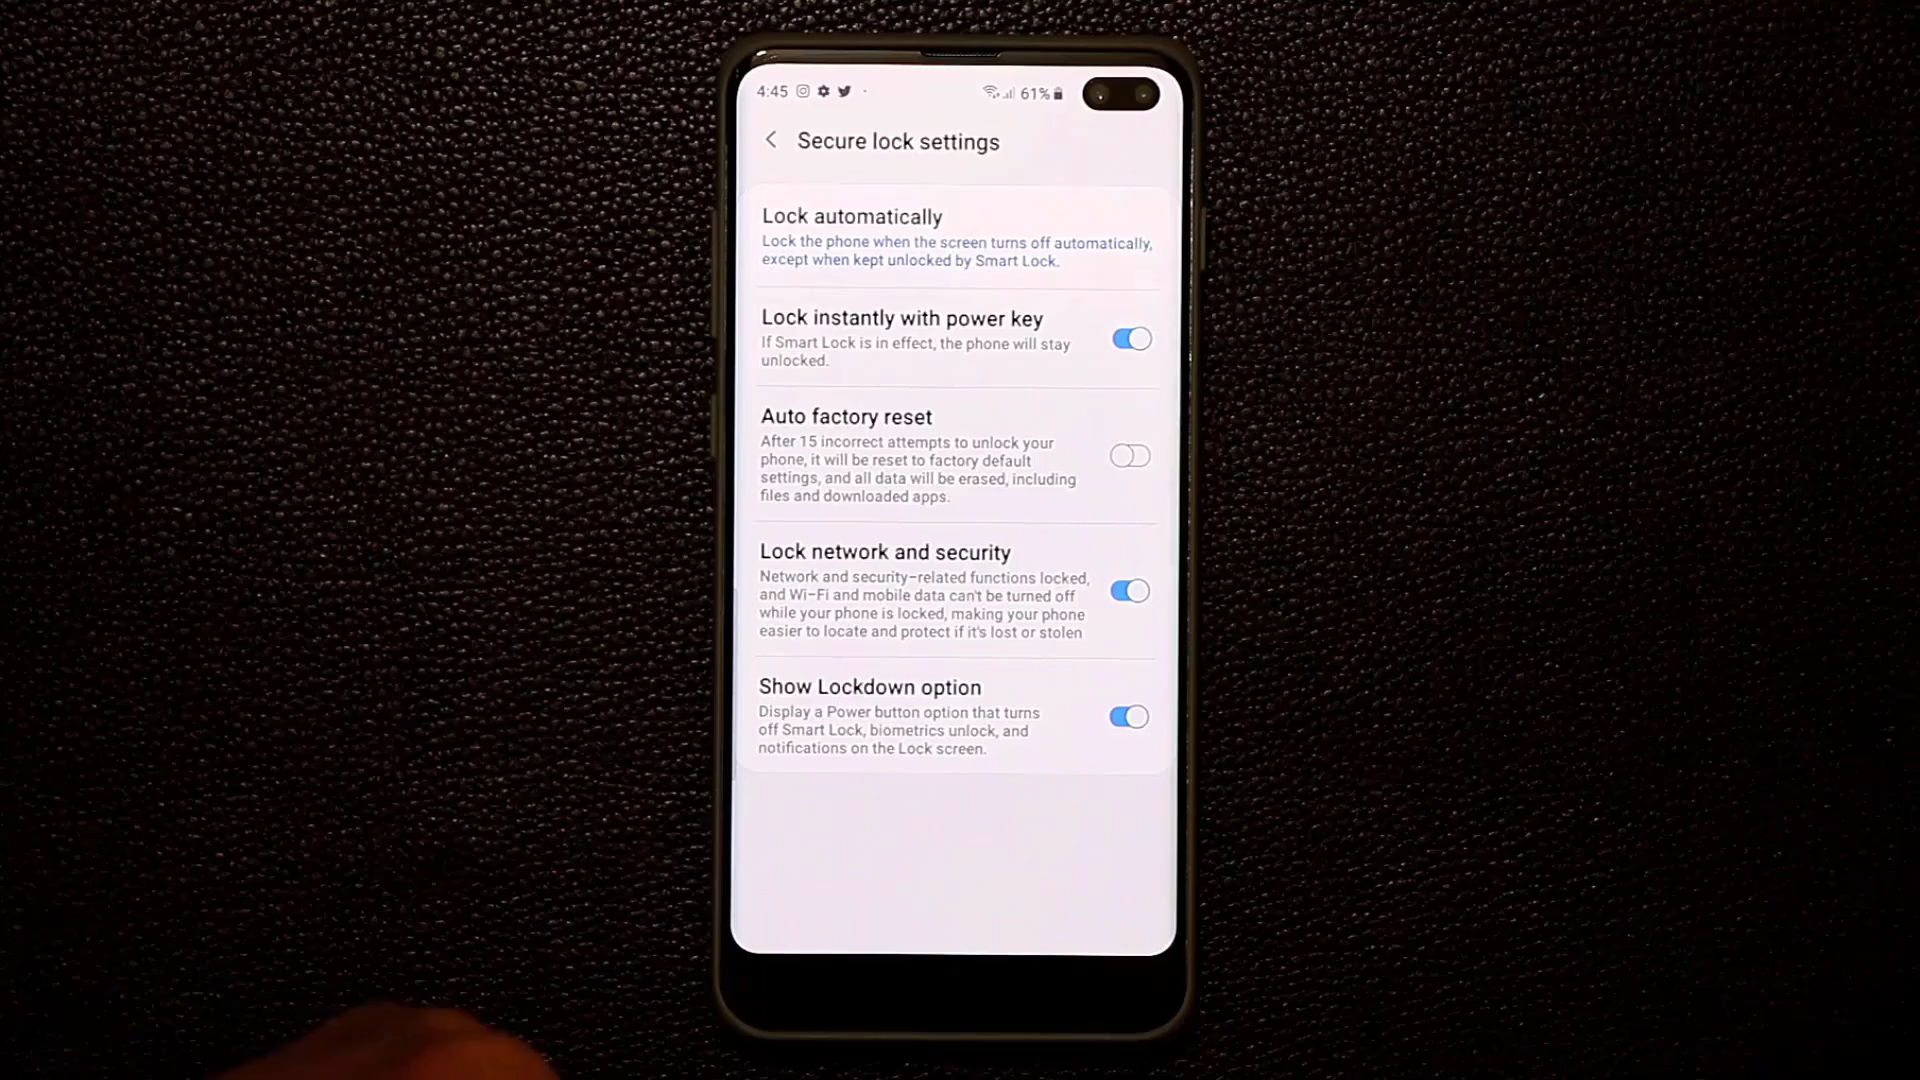 4:45 61%
Secure lock settings
Lock automatically
Lock the phone when the screen turns off automatically,
except when kept unlocked by Smart Lock.
Lock instantly with power key
If Smart Lock is in effect, the phone will stay
unlocked.
Auto factory reset
After 15 incorrect attempts to unlock your
phone, it will be reset to factory default
settings, and all data will be erased, including
files and downloaded apps.
Lock network and security
Network and security-related functions locked,
and Wi-Fi and mobile data can't be turned off
while your phone is locked, making your phone
easier to locate and protect if it's lost or stolen
Show Lockdown option
Display a Power button option that turns
off Smart Lock, biometrics unlock, and
notifications on the Lock screen.